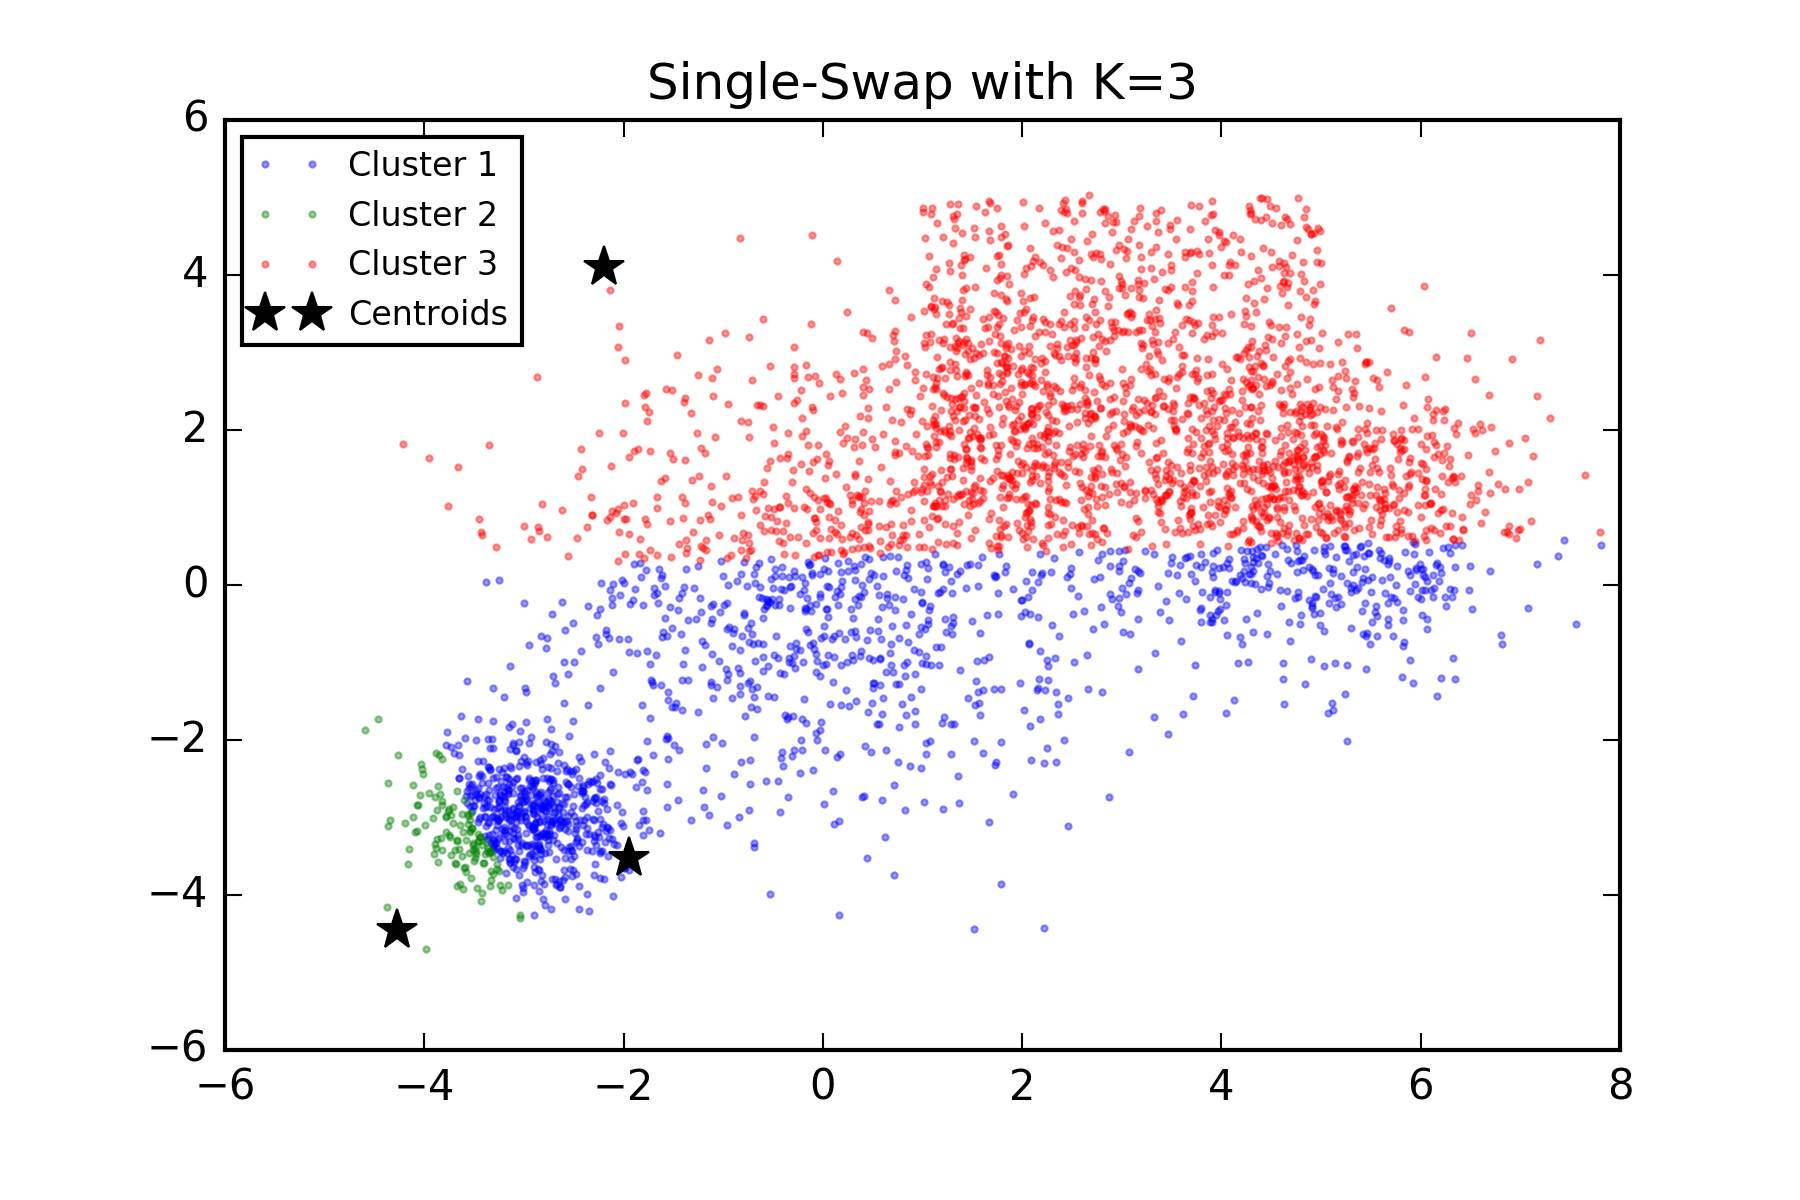 Single-Swap with K=3
6
4
2
0
−2
−4
−6
Cluster 1
Cluster 2
Cluster 3
Centroids
−6 −4 −2 0 2 4 6 8